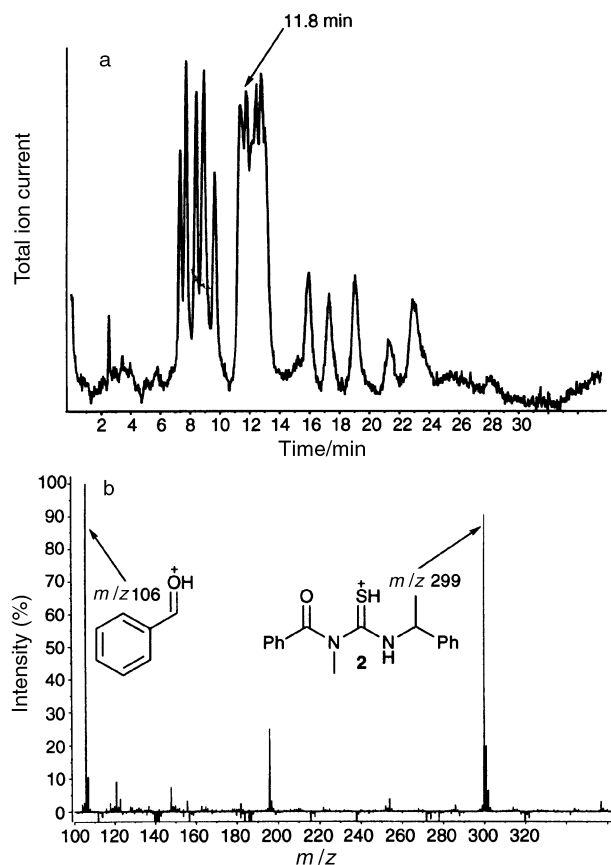 11.8 min
a
Total ion current
2 4 6 8 10 12 14 16 18 20 22 24 26 28 30
Time/min
b
100
90
80
70
60
50
40
30
20
10
0
Intensity (%)
m/z 106
+
OH
m/z 299
O
+
SH
Ph N N Ph
H
2
100 120 140 160 180 200 220 240 260 280 300 320
m/z